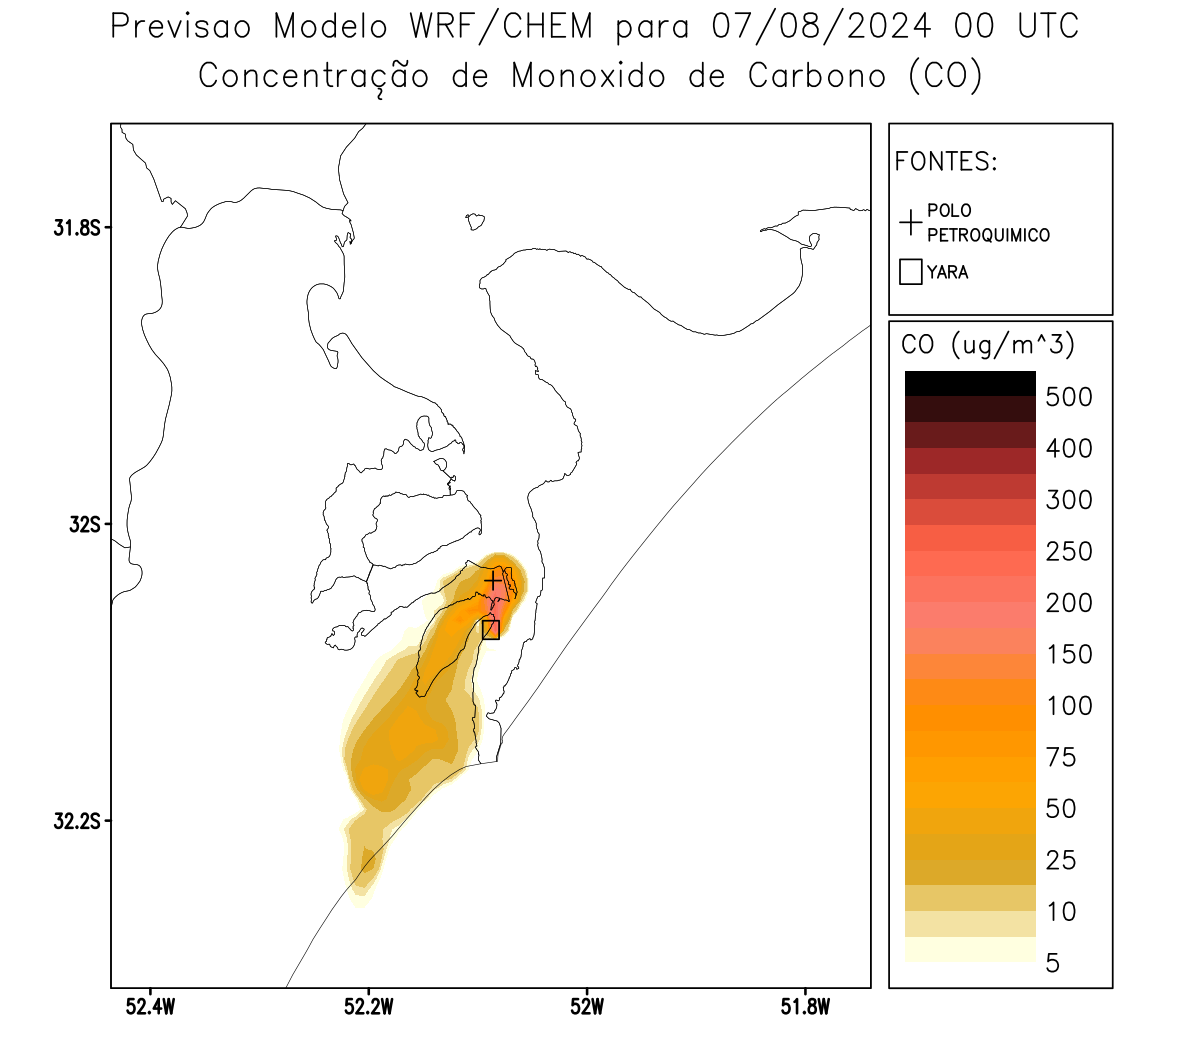 Previsao Modelo WRF/CHEM para 07/08/2024 00 UTC
Concentração de Monoxido de Carbono (CO)
FONTES:
POLO
PETROQUIMICO
YARA
31.8S
32S
32.2S
52.4W
52.2W
52W
51.8W
CO (ug/m^3)
500
400
300
250
200
150
100
75
50
25
10
5